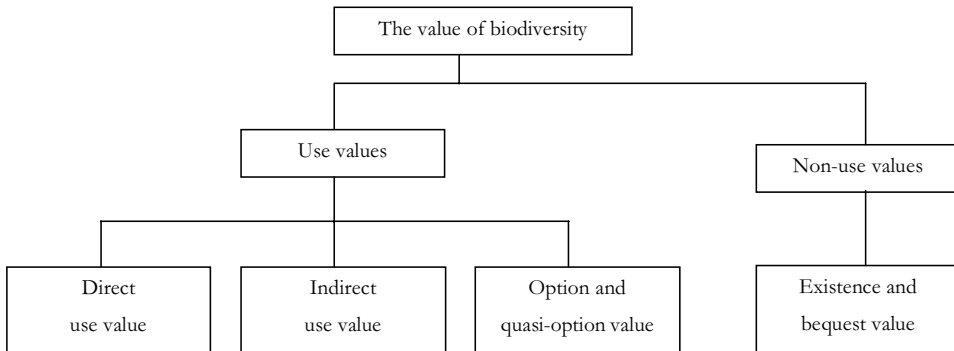 The value of biodiversity
Use values
Non-use values
Direct
use value
Indirect
use value
Option and
quasi-option value
Existence and
bequest value